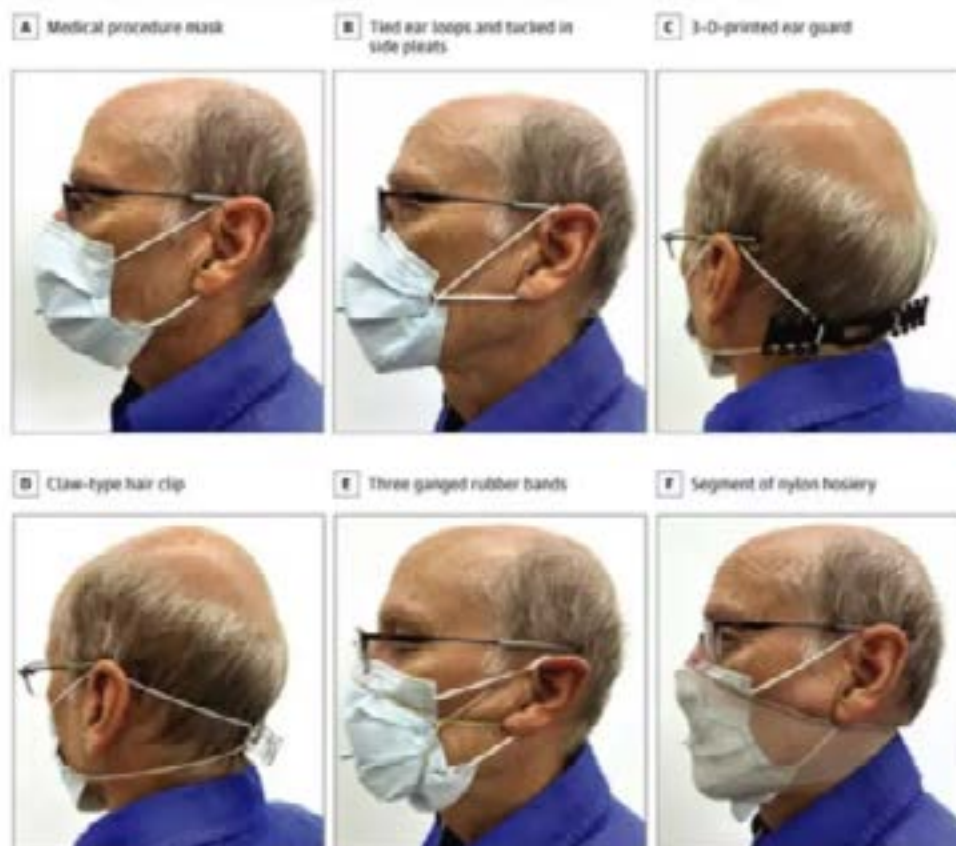 A Medical procedure mask
B Tied ear loops and tucked in
side pleats
C 3-D-printed ear guard
D Claw-type hair clip
E Three ganged rubber bands
F Segment of nylon hosiery